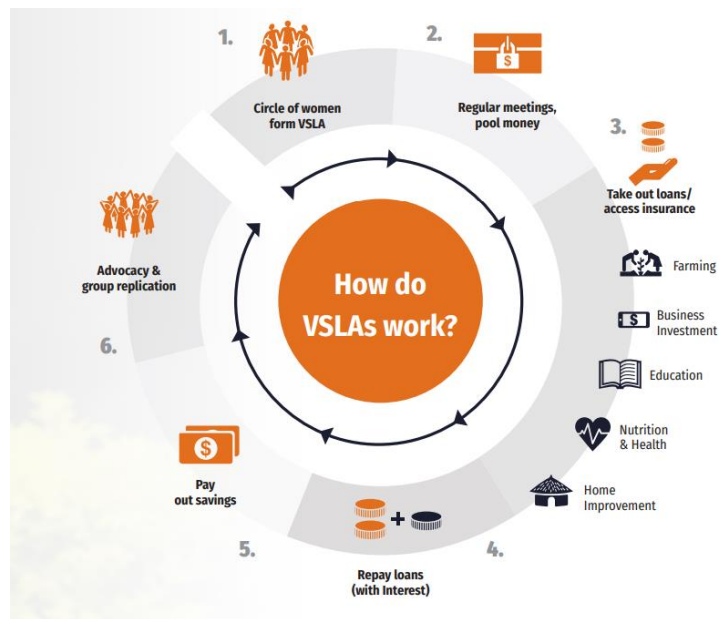 1.
Circle of women
form VSLA
2.
$
Regular meetings,
pool money
3.
Take out loans/
access insurance
Farming
$
Business
Investment
Education
Nutrition
& Health
Home
Improvement
4.
+
Repay loans
(with Interest)
5.
$
Pay
out savings
6.
Advocacy &
group replication
How do
VSLAs work?